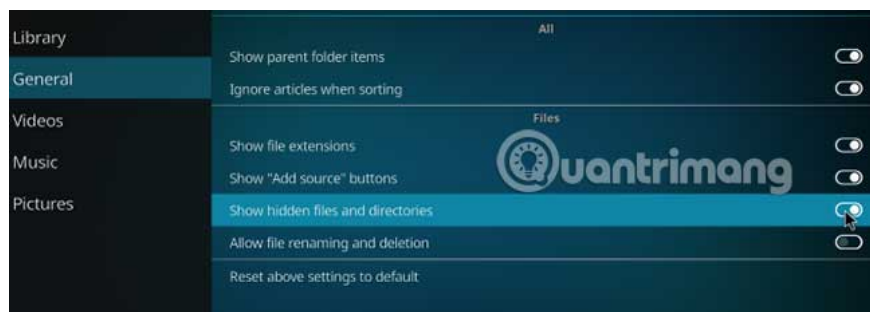 Library
General
Videos
Music
Pictures
All
Show parent folder items
Ignore articles when sorting
Files
Show file extensions
Show "Add source" buttons
Show hidden files and directories
Allow file renaming and deletion
Reset above settings to default
Quantrimang